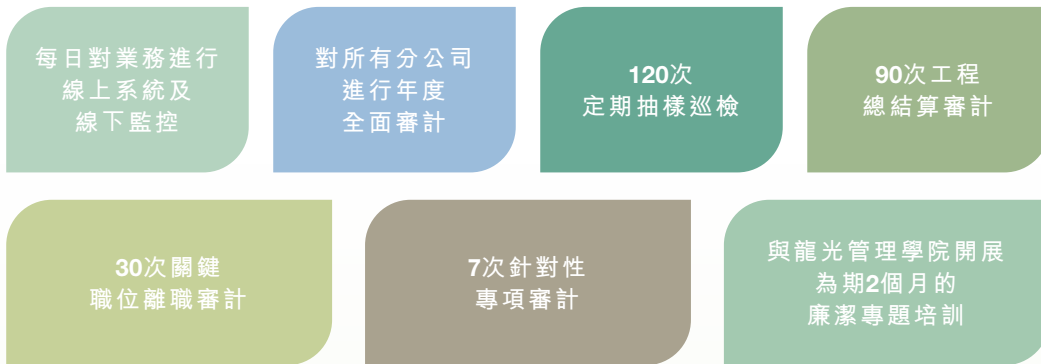 每日對業務進行
線上系統及
線下監控
對所有分公司
進行年度
全面審計
120次
定期抽樣巡檢
90次工程
總結算審計
30次關鍵
職位離職審計
7次針對性
專項審計
與龍光管理學院開展
為期2個月的
廉潔專題培訓